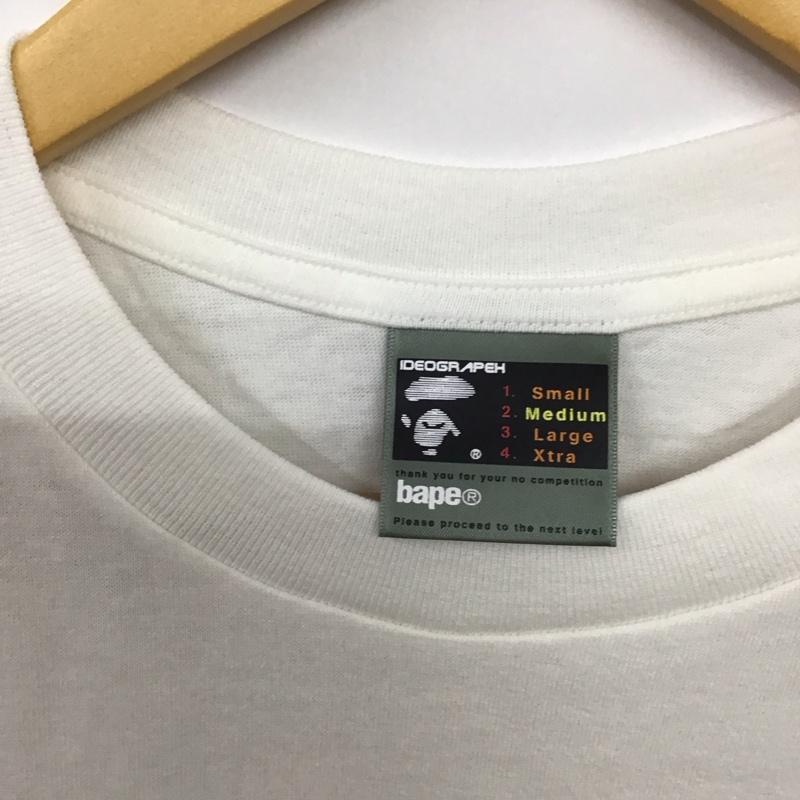 IDEOGRAPEH
1. Small
2. Medium
3. Large
4. Xtra
®
thank you for your no competition
bape®
Please proceed to the next level